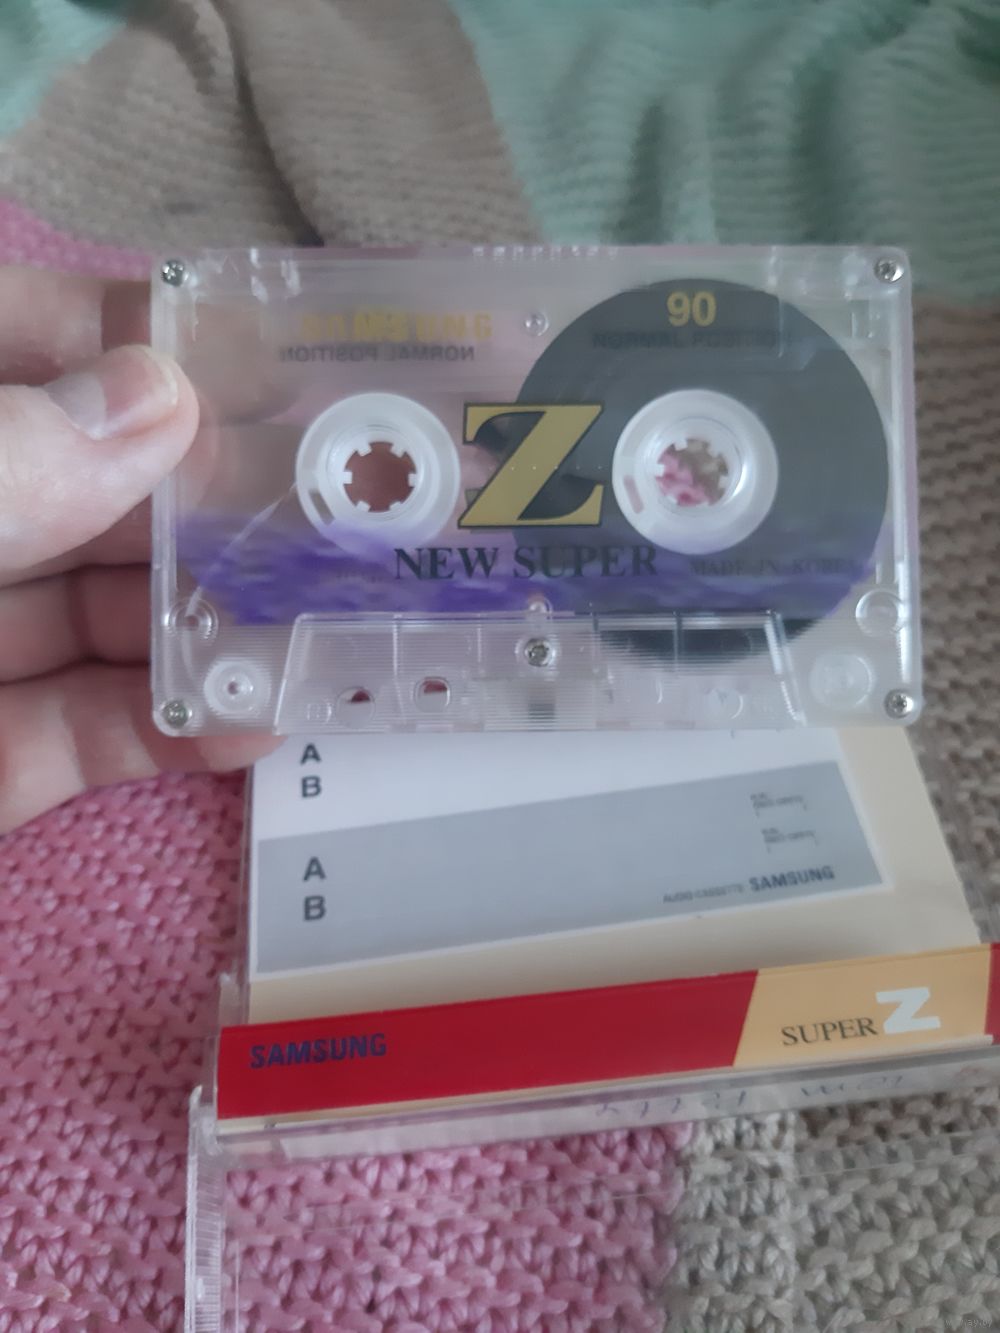 SAMSUNG
90
NORMAL POSITION
NORMAL POSITION
Z
NEW SUPER
MADE-IN-KOREA
A
B
A
B
AUDIO CASSETTE SAMSUNG
SAMSUNG
SUPER Z